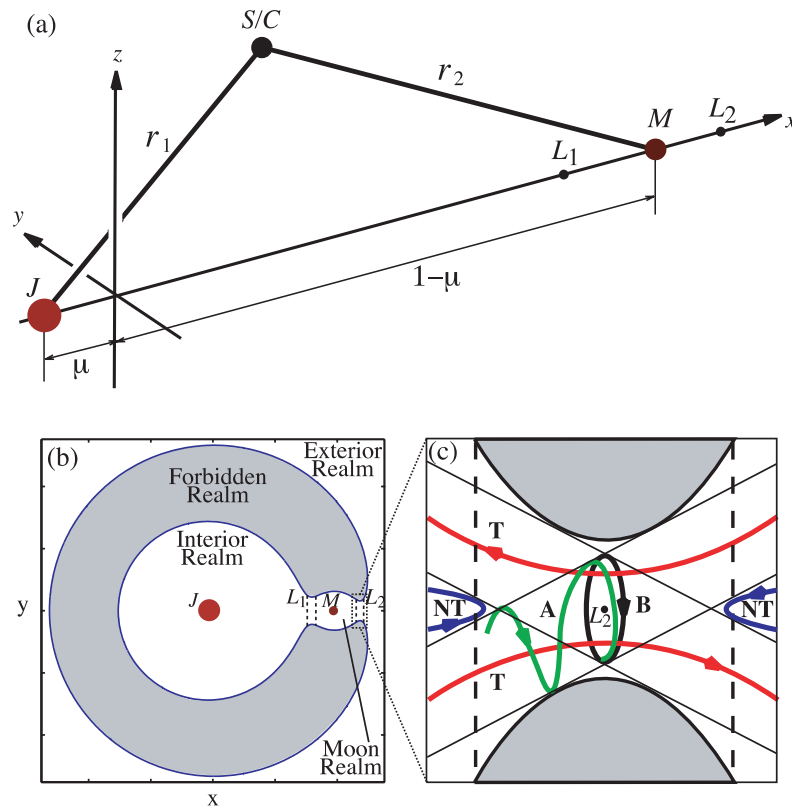 (a)
S/C
z
r1
r2
M
L2
x
L1
y
J
1−μ
μ
(b)
Exterior
Realm
Forbidden
Realm
Interior
Realm
J
L1
M
L2
y
Moon
Realm
x
(c)
T
NT
A
L2
B
NT
T